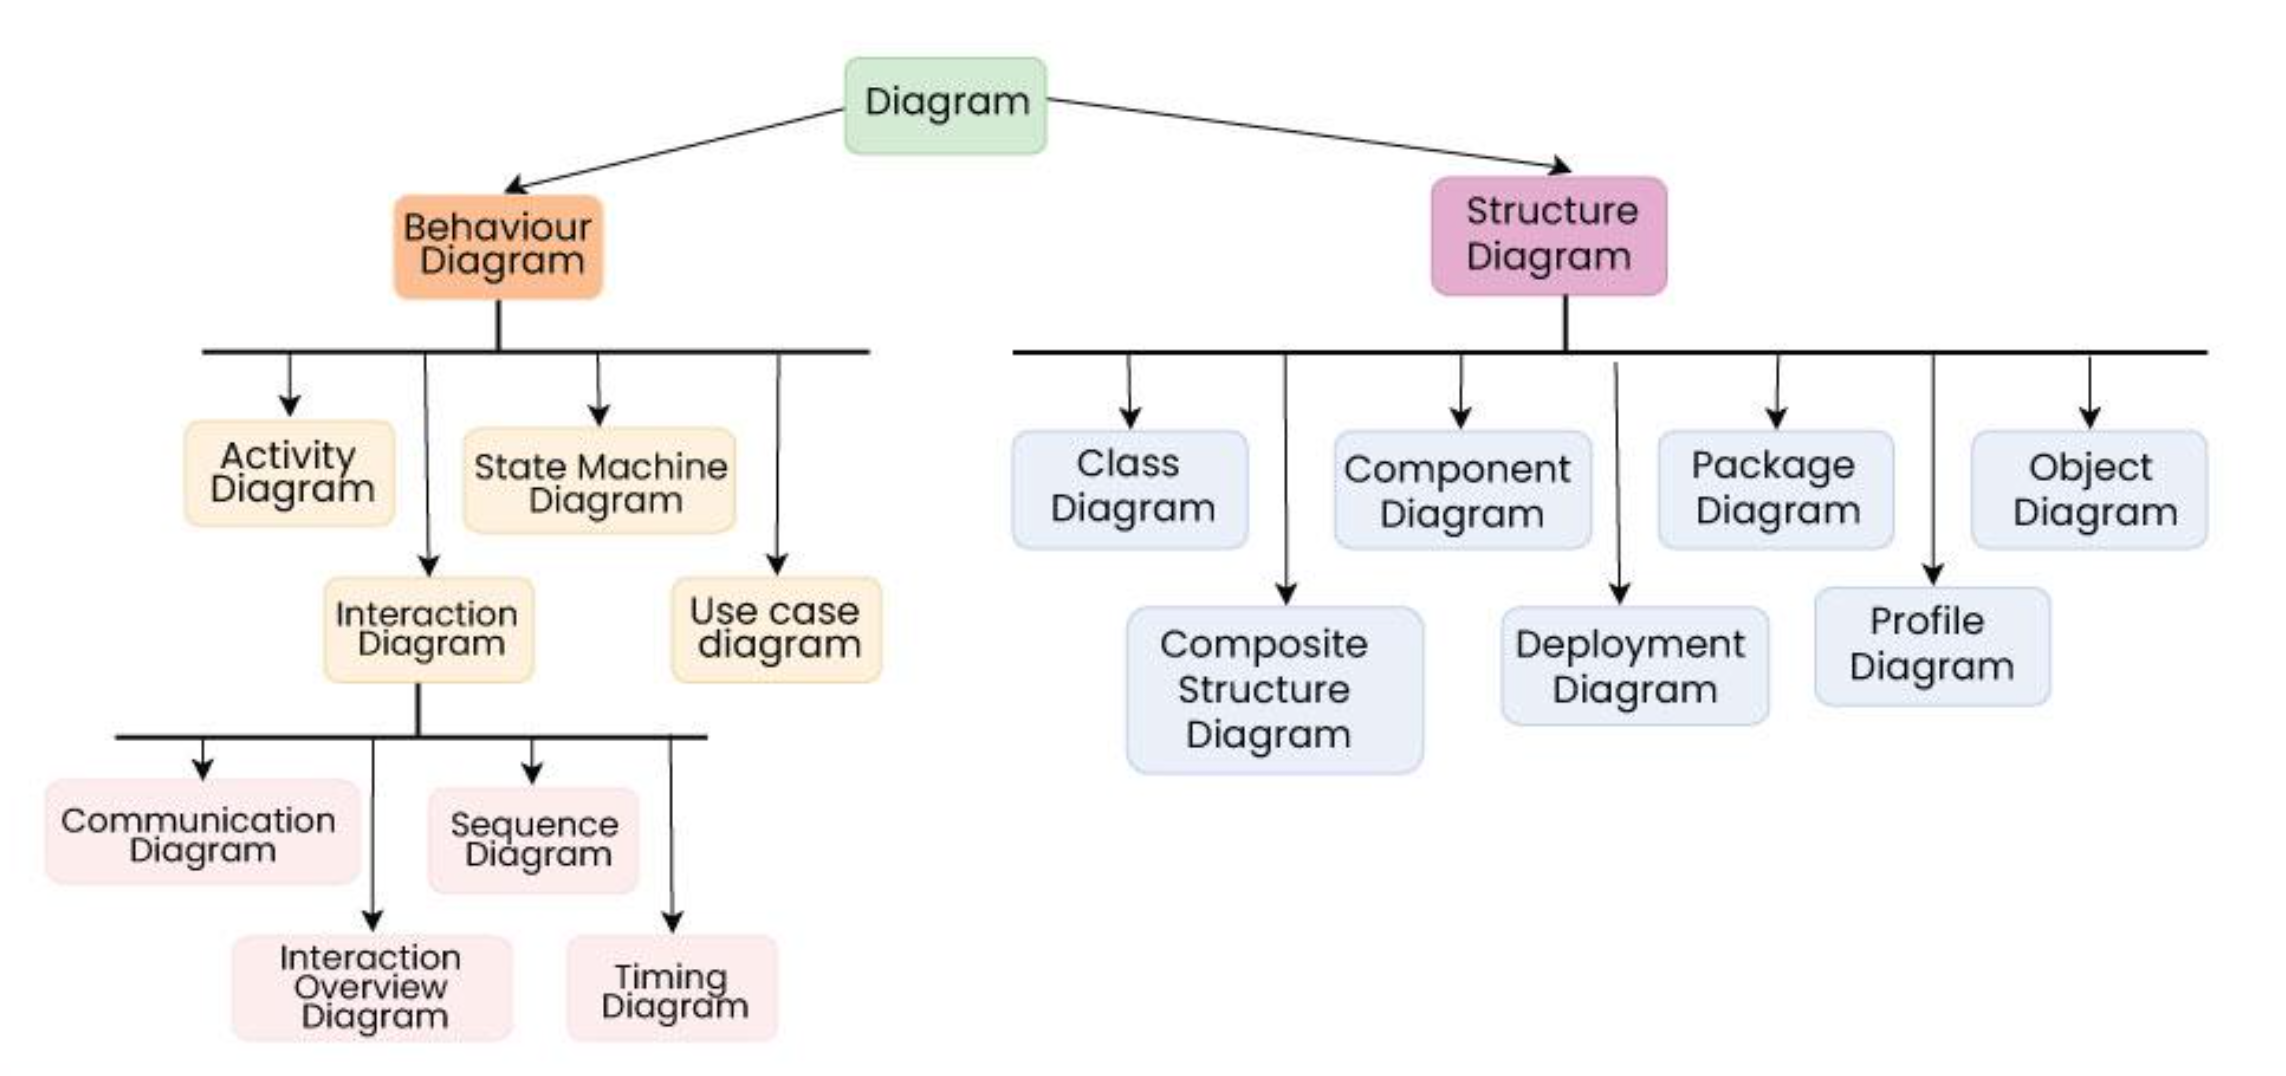 Diagram
Behaviour
Diagram
Structure
Diagram
Activity
Diagram
State Machine
Diagram
Interaction
Diagram
Use case
diagram
Class
Diagram
Component
Diagram
Package
Diagram
Object
Diagram
Composite
Structure
Diagram
Deployment
Diagram
Profile
Diagram
Communication
Diagram
Sequence
Diagram
Interaction
Overview
Diagram
Timing
Diagram